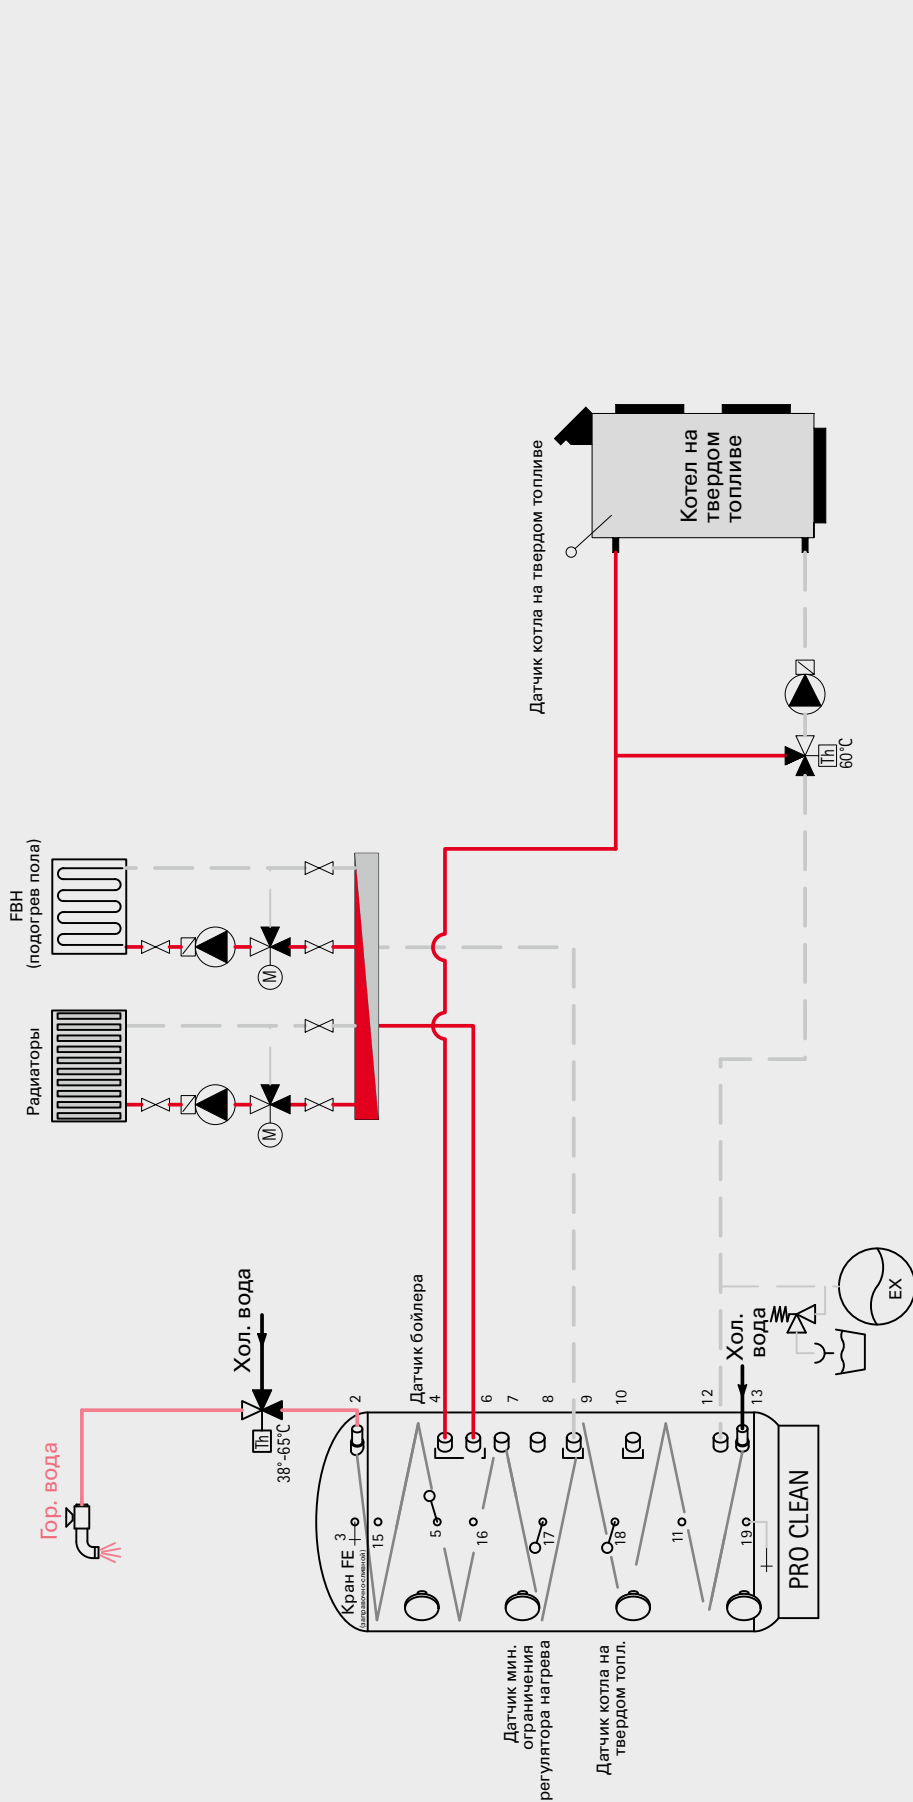 Гор. вода
Th
38°-65°C
Хол. вода
Радиаторы
FBH
(подогрев пола)
M
M
Датчик котла на твердом топливе
Котел на
твердом
топливе
Th
60°C
Датчик бойлера
2
4
6
7
8
9
10
12
13
Хол.
вода
EX
Кран FE
(заправочно-сливной)
3
15
5
16
17
18
11
19
PRO CLEAN
Датчик мин.
ограничения
регулятора нагрева
Датчик котла на
твердом топл.